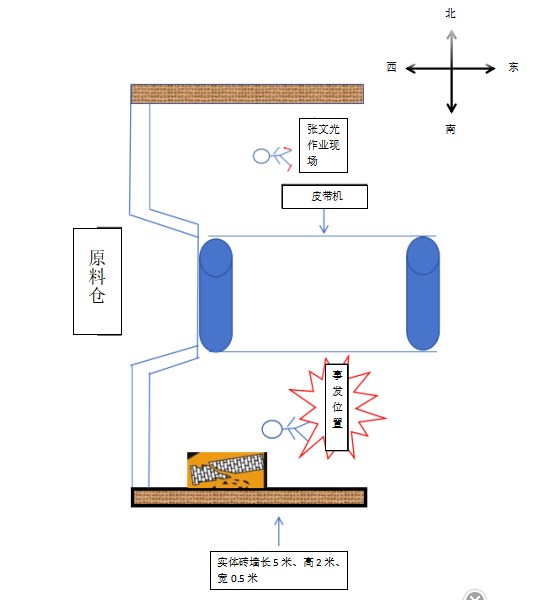 北
西
东
南
张文光
作业现
场
皮带机
原
料
仓
事
发
位
置
实体砖墙长 5 米、高 2 米、
宽 0.5 米